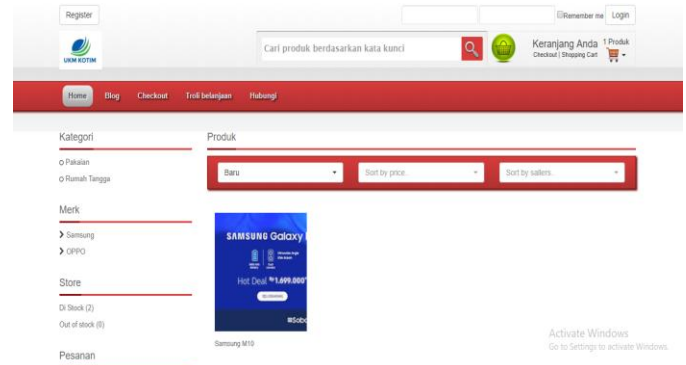 Register
Remember me Login
UKM KOTIM
Cari produk berdasarkan kata kunci
Keranjang Anda 1 Produk
Checkout | Shopping Cart
Home Blog Checkout Troli belanjaan Hubungi
Kategori
Pakaian
Rumah Tangga
Merk
Samsung
OPPO
Store
Di Stock (2)
Out of stock (0)
Pesanan
Produk
Baru Sort by price.. Sort by sallers..
SAMSUNG Galaxy
Hot Deal Rp1.699.000*
Samsung M10
Activate Windows
Go to Settings to activate Windows.